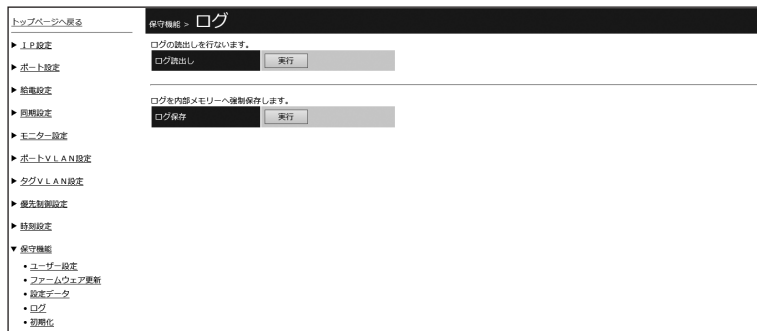 トップページへ戻る
保守機能 > ログ
▶ ＩＰ設定
▶ ポート設定
▶ 給電設定
▶ 同期設定
▶ モニター設定
▶ ポートＶＬＡＮ設定
▶ タグＶＬＡＮ設定
▶ 優先制御設定
▶ 時刻設定
▼ 保守機能
• ユーザー設定
• ファームウェア更新
• 設定データ
• ログ
• 初期化
ログの読出しを行ないます。
ログ読出し 実行
ログを内部メモリーへ強制保存します。
ログ保存 実行